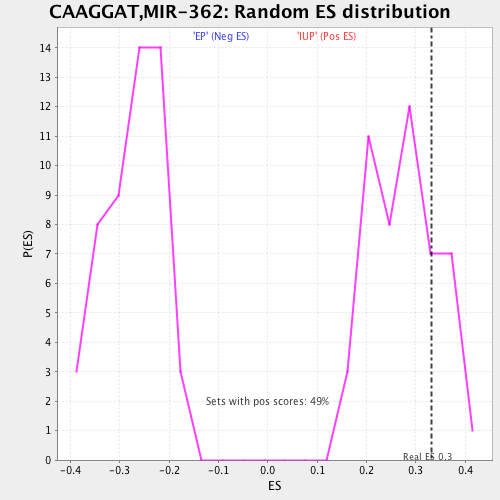 CAAGGAT,MIR-362: Random ES distribution
'EP' (Neg ES) 'IUP' (Pos ES)
14
13
12
11
10
9
8
7
6
5
4
3
2
1
0
P(ES)
Sets with pos scores: 49%
Real ES 0.3
-0.4 -0.3 -0.2 -0.1 0.0 0.1 0.2 0.3 0.4
ES